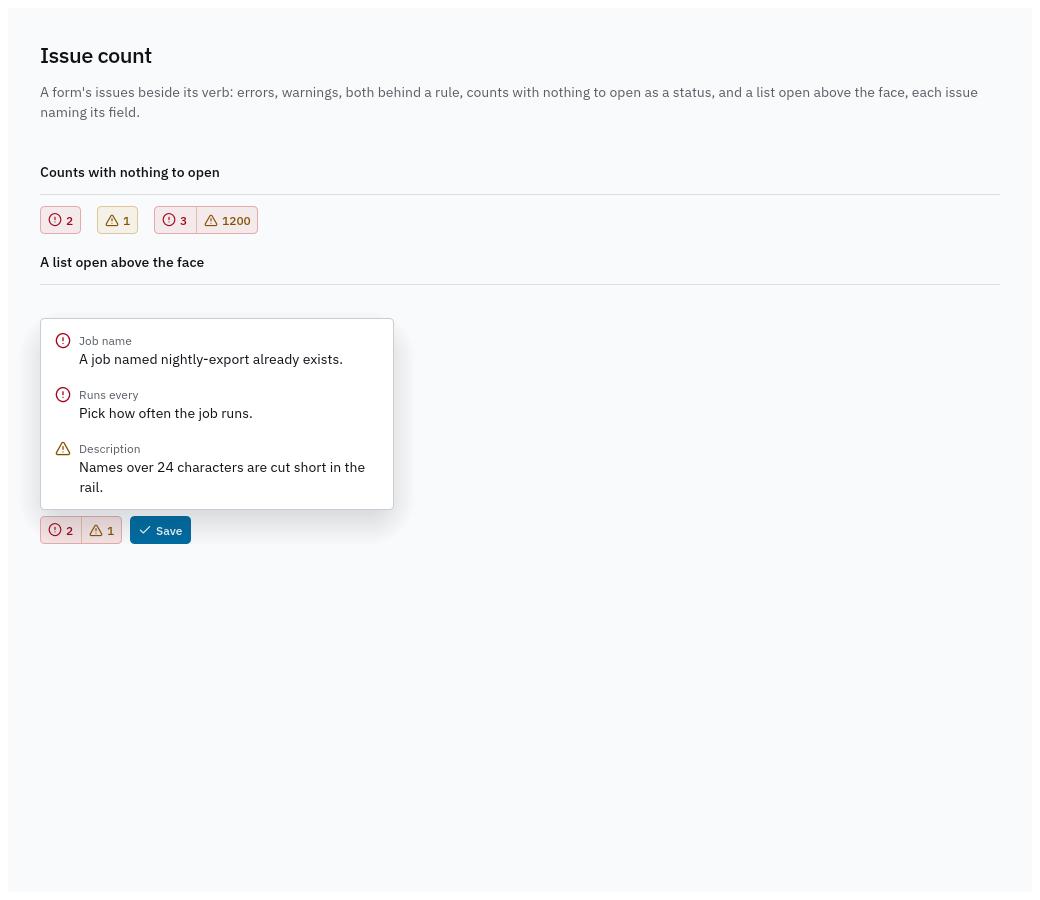 Issue count
A form's issues beside its verb: errors, warnings, both behind a rule, counts with nothing to open as a status, and a list open above the face, each issue
naming its field.
Counts with nothing to open
2 1 3 1200
A list open above the face
Job name
A job named nightly-export already exists.
Runs every
Pick how often the job runs.
Description
Names over 24 characters are cut short in the
rail.
2 1 Save